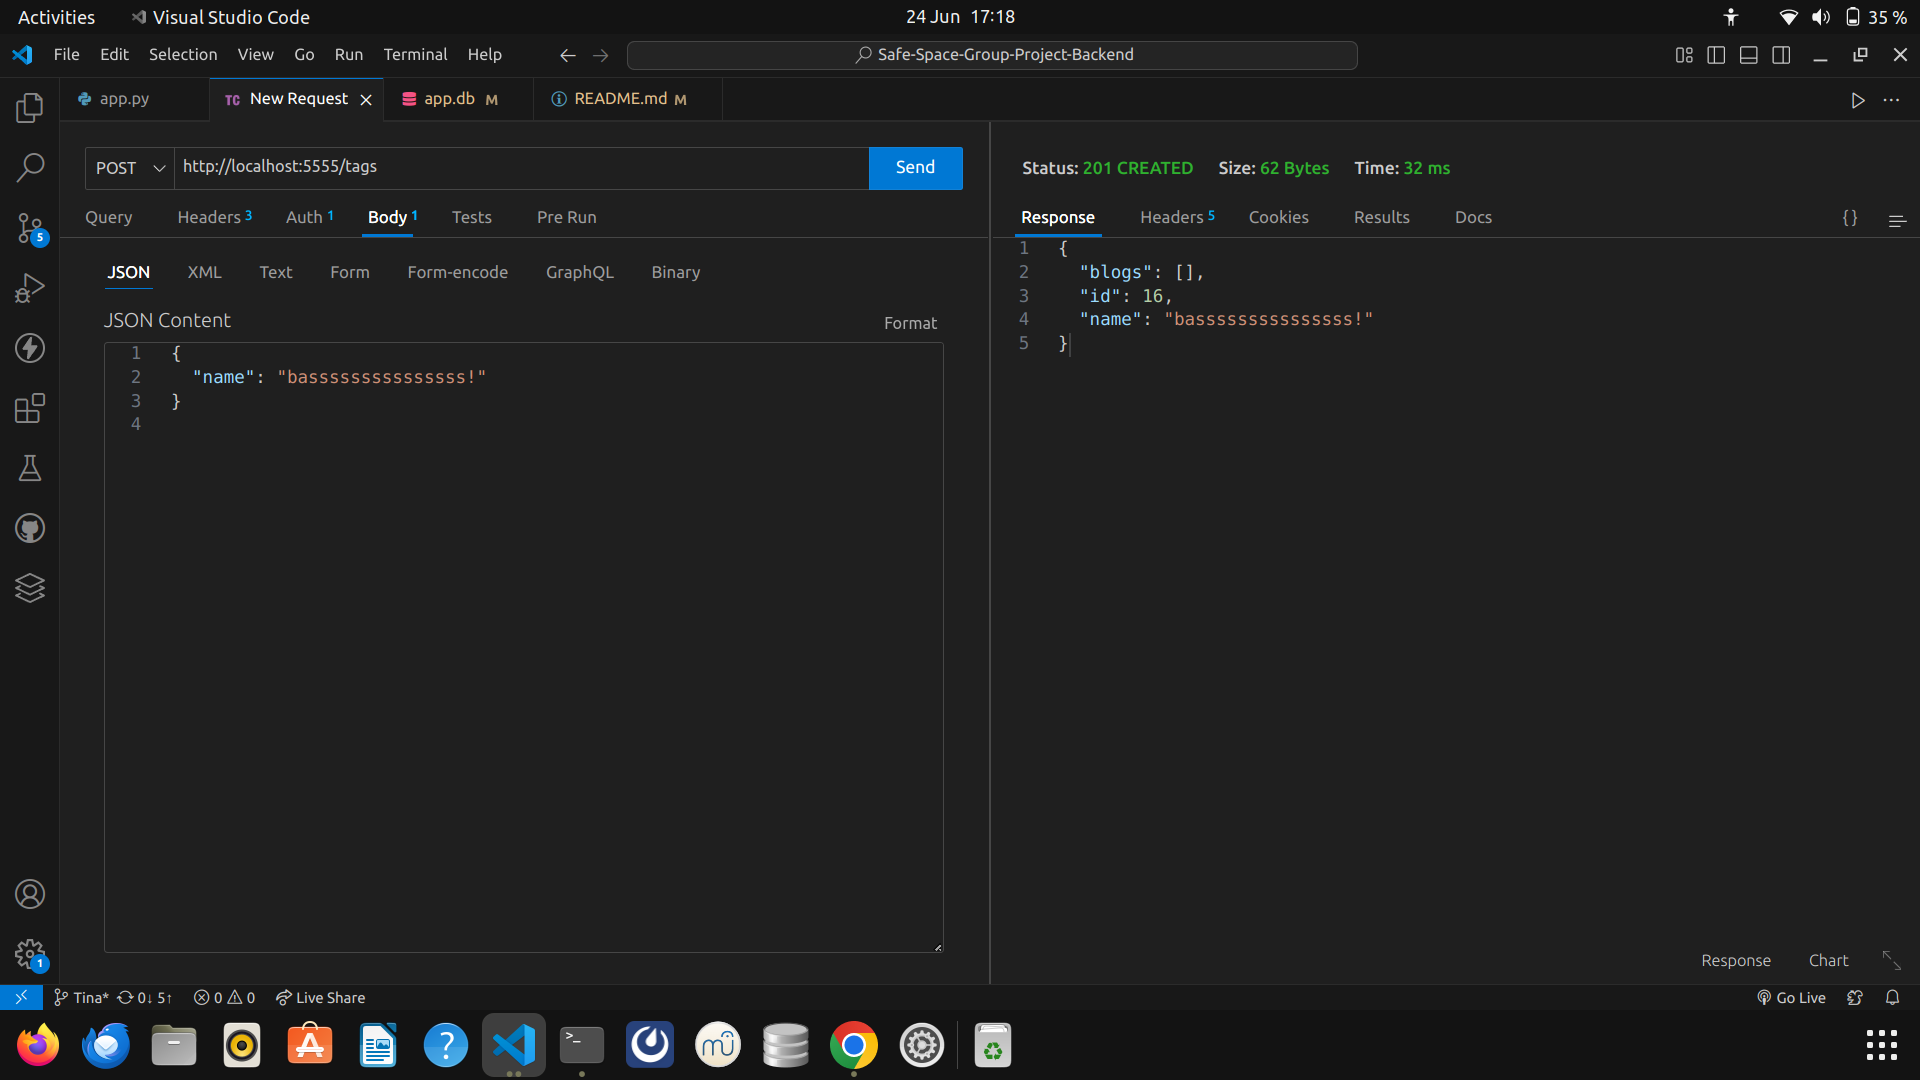 Activities Visual Studio Code 24 Jun 17:18 35 %
File Edit Selection View Go Run Terminal Help Safe-Space-Group-Project-Backend
app.py TC New Request app.db M README.md M
POST http://localhost:5555/tags Send
Query Headers 3 Auth 1 Body 1 Tests Pre Run
JSON XML Text Form Form-encode GraphQL Binary
JSON Content Format
1 {
2 "name": "basssssssssssssss!"
3 }
4
Status: 201 CREATED Size: 62 Bytes Time: 32 ms
Response Headers 5 Cookies Results Docs {}
1 {
2 "blogs": [],
3 "id": 16,
4 "name": "basssssssssssssss!"
5 }
5
1
Response Chart
Tina* 0↓ 5↑ 0 0 Live Share Go Live